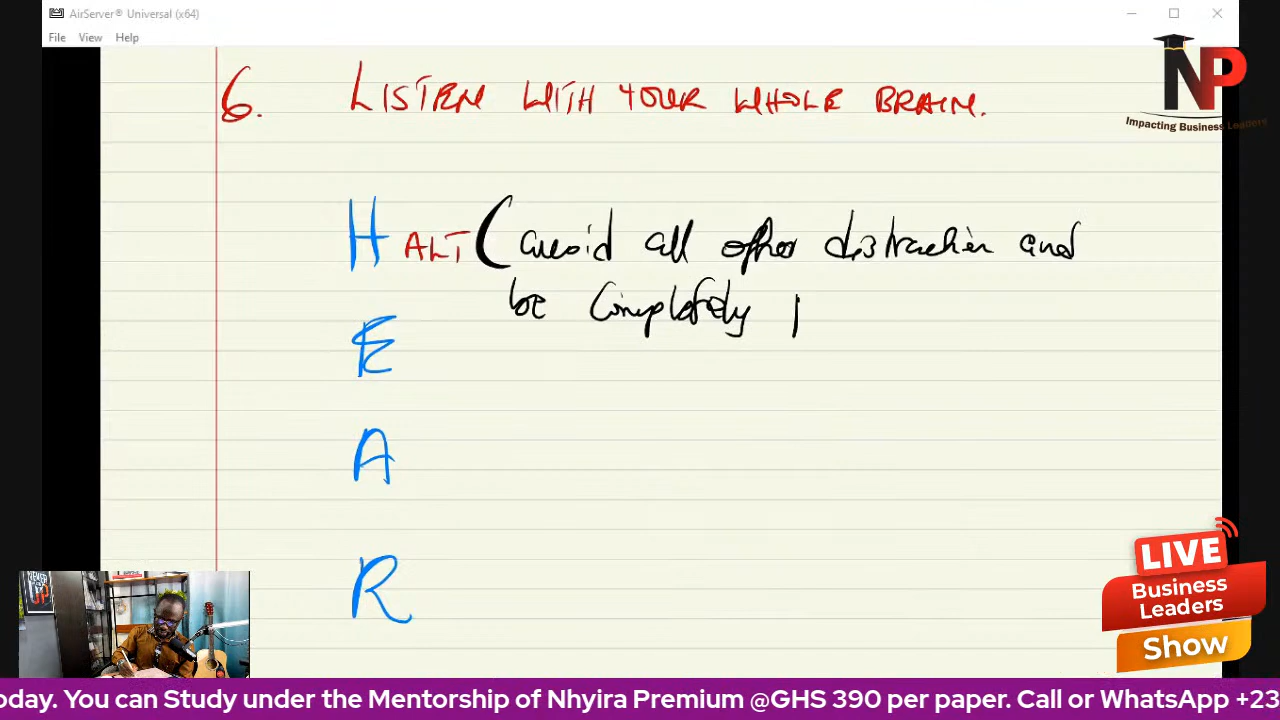 AirServer® Universal (x64)
File View Help
NP
Impacting Business Leaders
6. LISTEN WITH YOUR WHOLE BRAIN.
HALT (avoid all other distraction and
be Completely
E
A
R
LIVE
Business
Leaders
Show
oday. You can Study under the Mentorship of Nhyira Premium @GHS 390 per paper. Call or WhatsApp +23